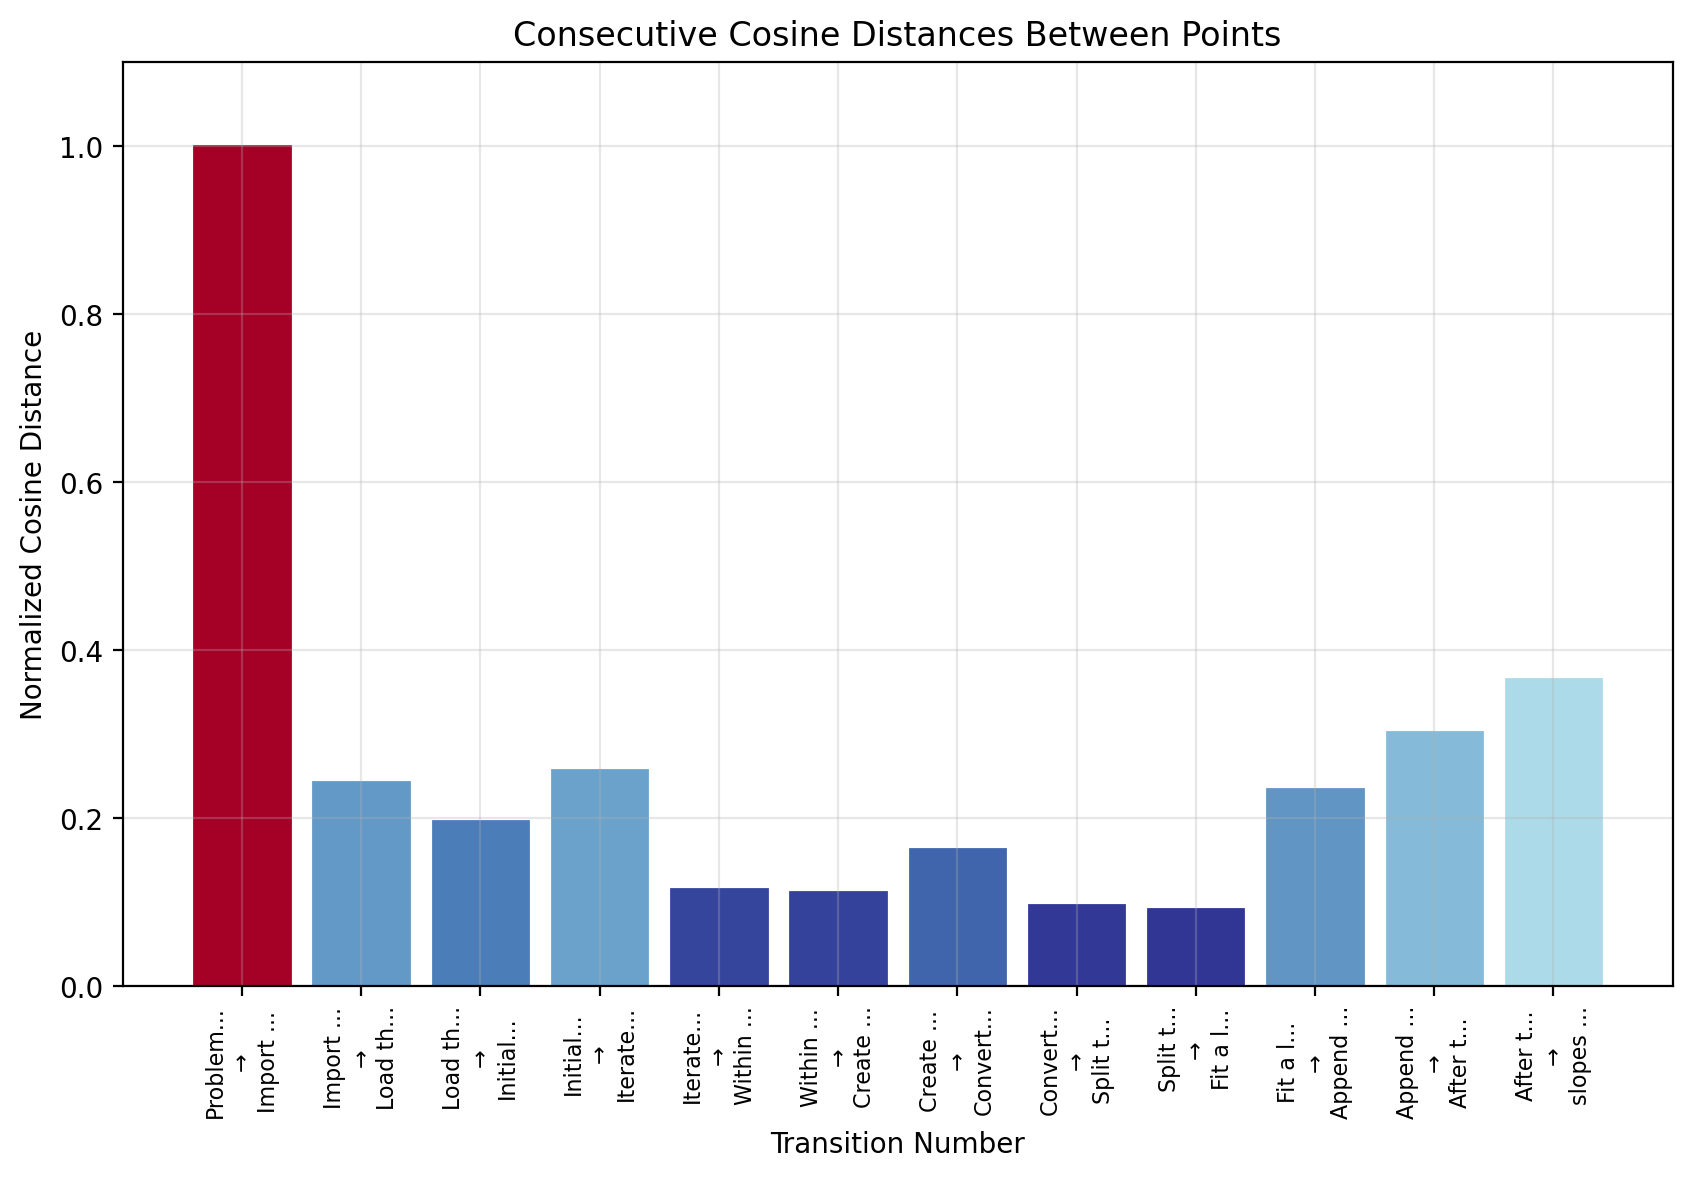 Consecutive Cosine Distances Between Points
Normalized Cosine Distance
1.0
0.8
0.6
0.4
0.2
0.0
Problem...
→
Import ...
Import ...
→
Load th...
Load th...
→
Initial...
Initial...
→
Iterate...
Iterate...
→
Within ...
Within ...
→
Create ...
Create ...
→
Convert...
Convert...
→
Split t...
Split t...
→
Fit a l...
Fit a l...
→
Append ...
Append ...
→
After t...
After t...
→
slopes ...
Transition Number